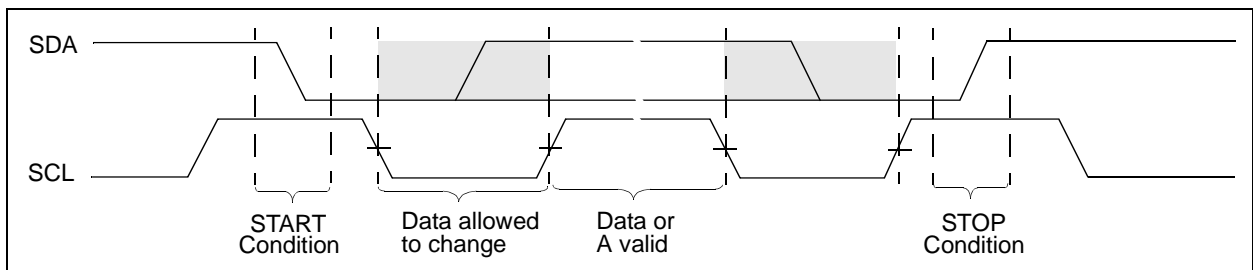 SDA
SCL
START
Condition
Data allowed
to change
Data or
A valid
STOP
Condition